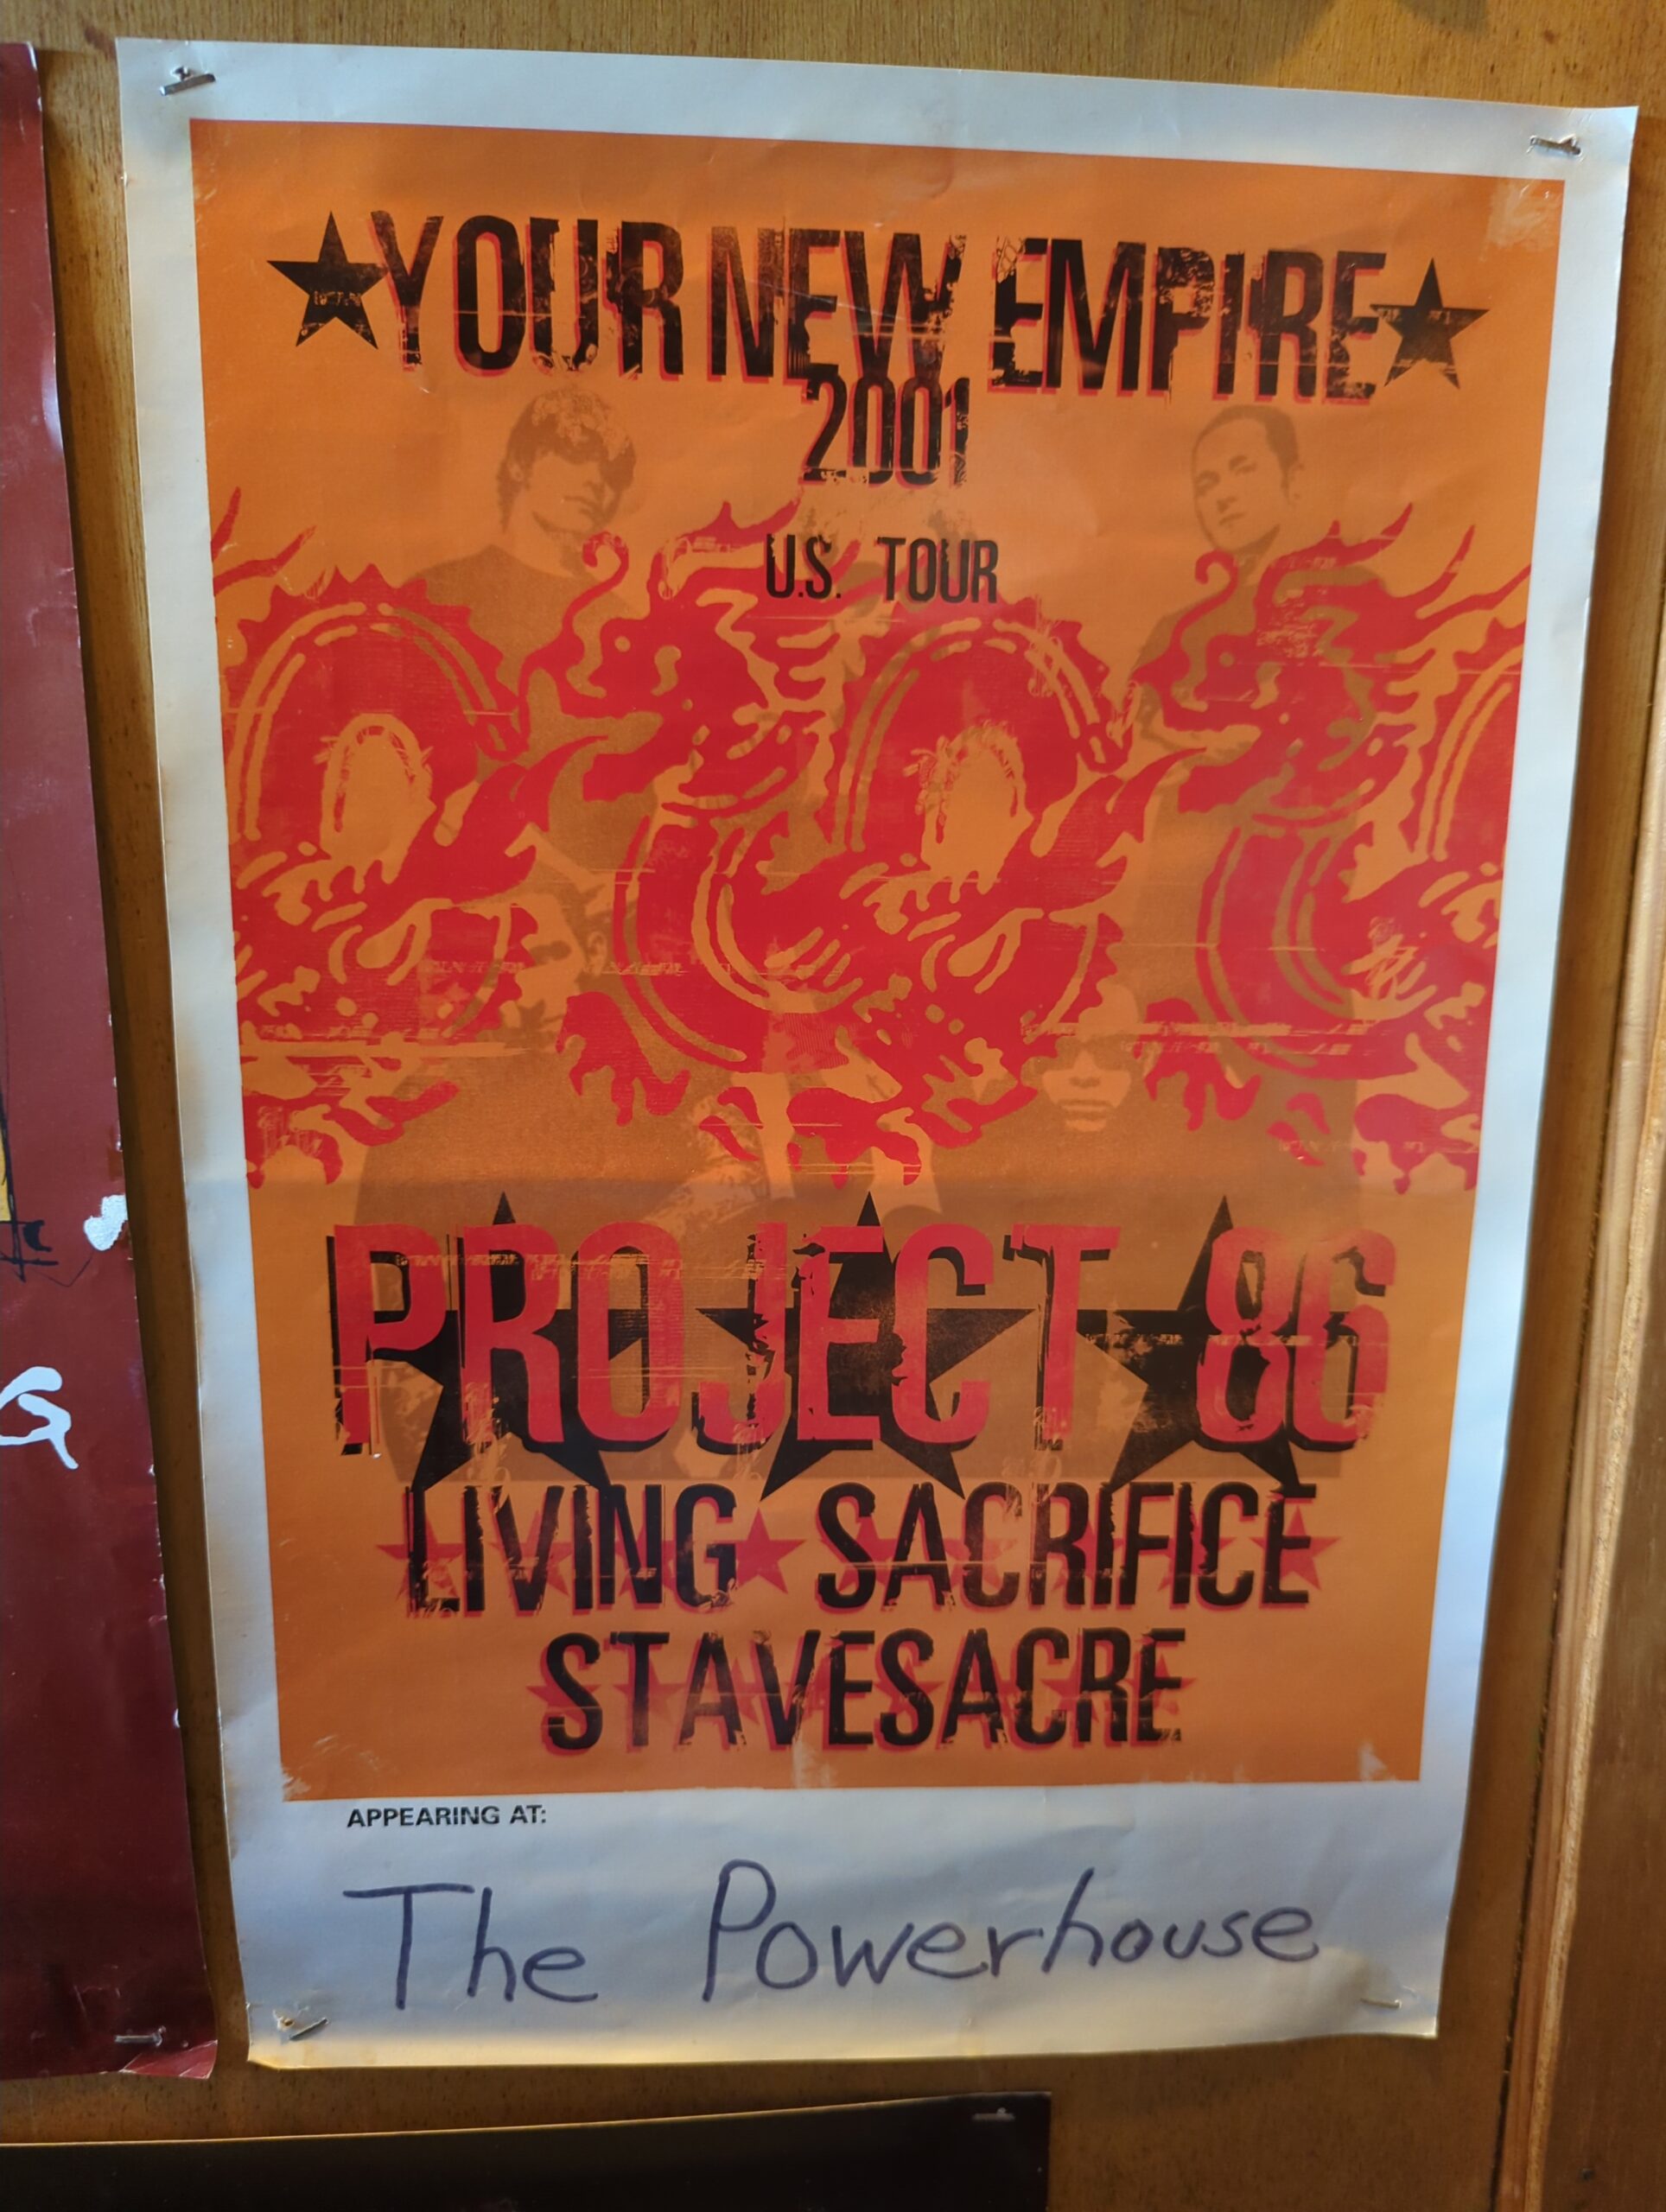 ★YOUR NEW EMPIRE★
2001
U.S. TOUR
PROJECT 86
LIVING SACRIFICE
STAVESACRE
APPEARING AT:
The Powerhouse